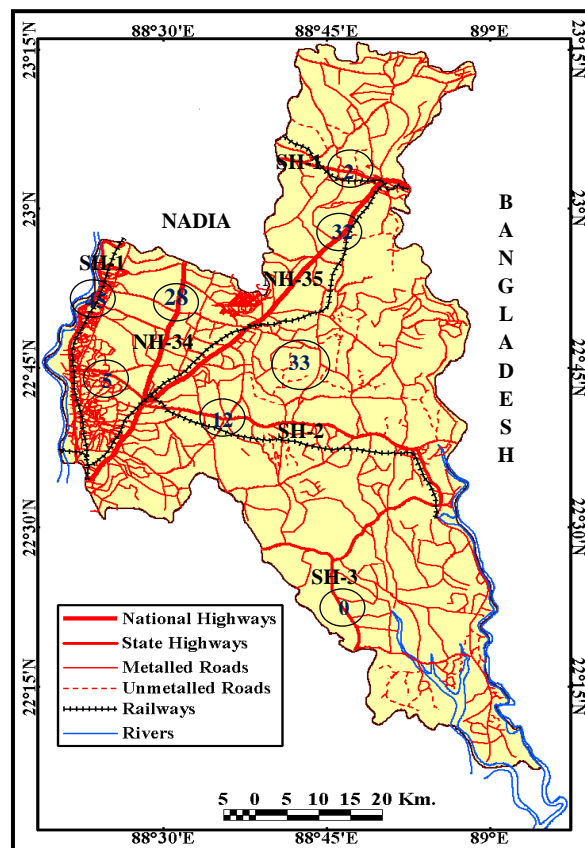 88°30'E 88°45'E 89°E
23°15'N 23°15'N
SH-1 2
23°N 23°N
NADIA
BANGLADESH
32
SH-1
NH-35
45 28
NH-34
22°45'N 22°45'N
33
5
12
SH-2
22°30'N 22°30'N
SH-3
0
National Highways
State Highways
Metalled Roads
Unmetalled Roads
Railways
Rivers
22°15'N 22°15'N
5 0 5 10 15 20 Km.
88°30'E 88°45'E 89°E